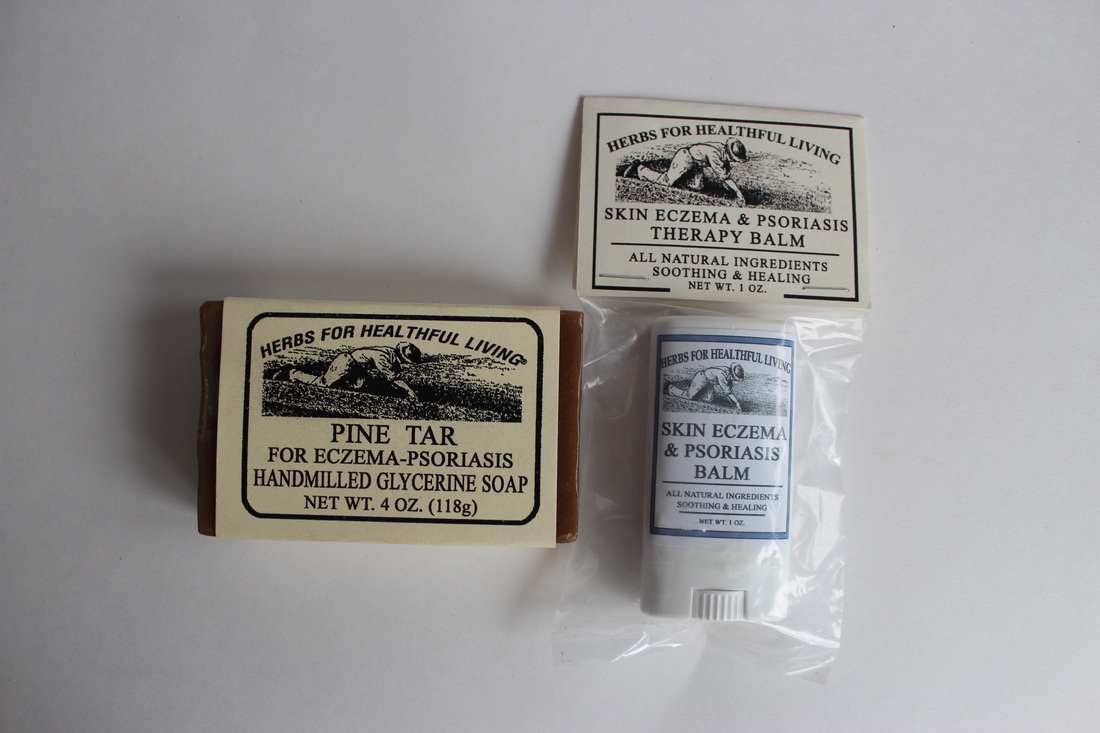 HERBS FOR HEALTHFUL LIVING
SKIN ECZEMA & PSORIASIS
THERAPY BALM
ALL NATURAL INGREDIENTS
SOOTHING & HEALING
NET WT. 1 OZ.
HERBS FOR HEALTHFUL LIVING®
PINE TAR
FOR ECZEMA-PSORIASIS
HANDMILLED GLYCERINE SOAP
NET WT. 4 OZ. (118g)
HERBS FOR HEALTHFUL LIVING
SKIN ECZEMA
& PSORIASIS
BALM
ALL NATURAL INGREDIENTS
SOOTHING & HEALING
NET WT. 1 OZ.